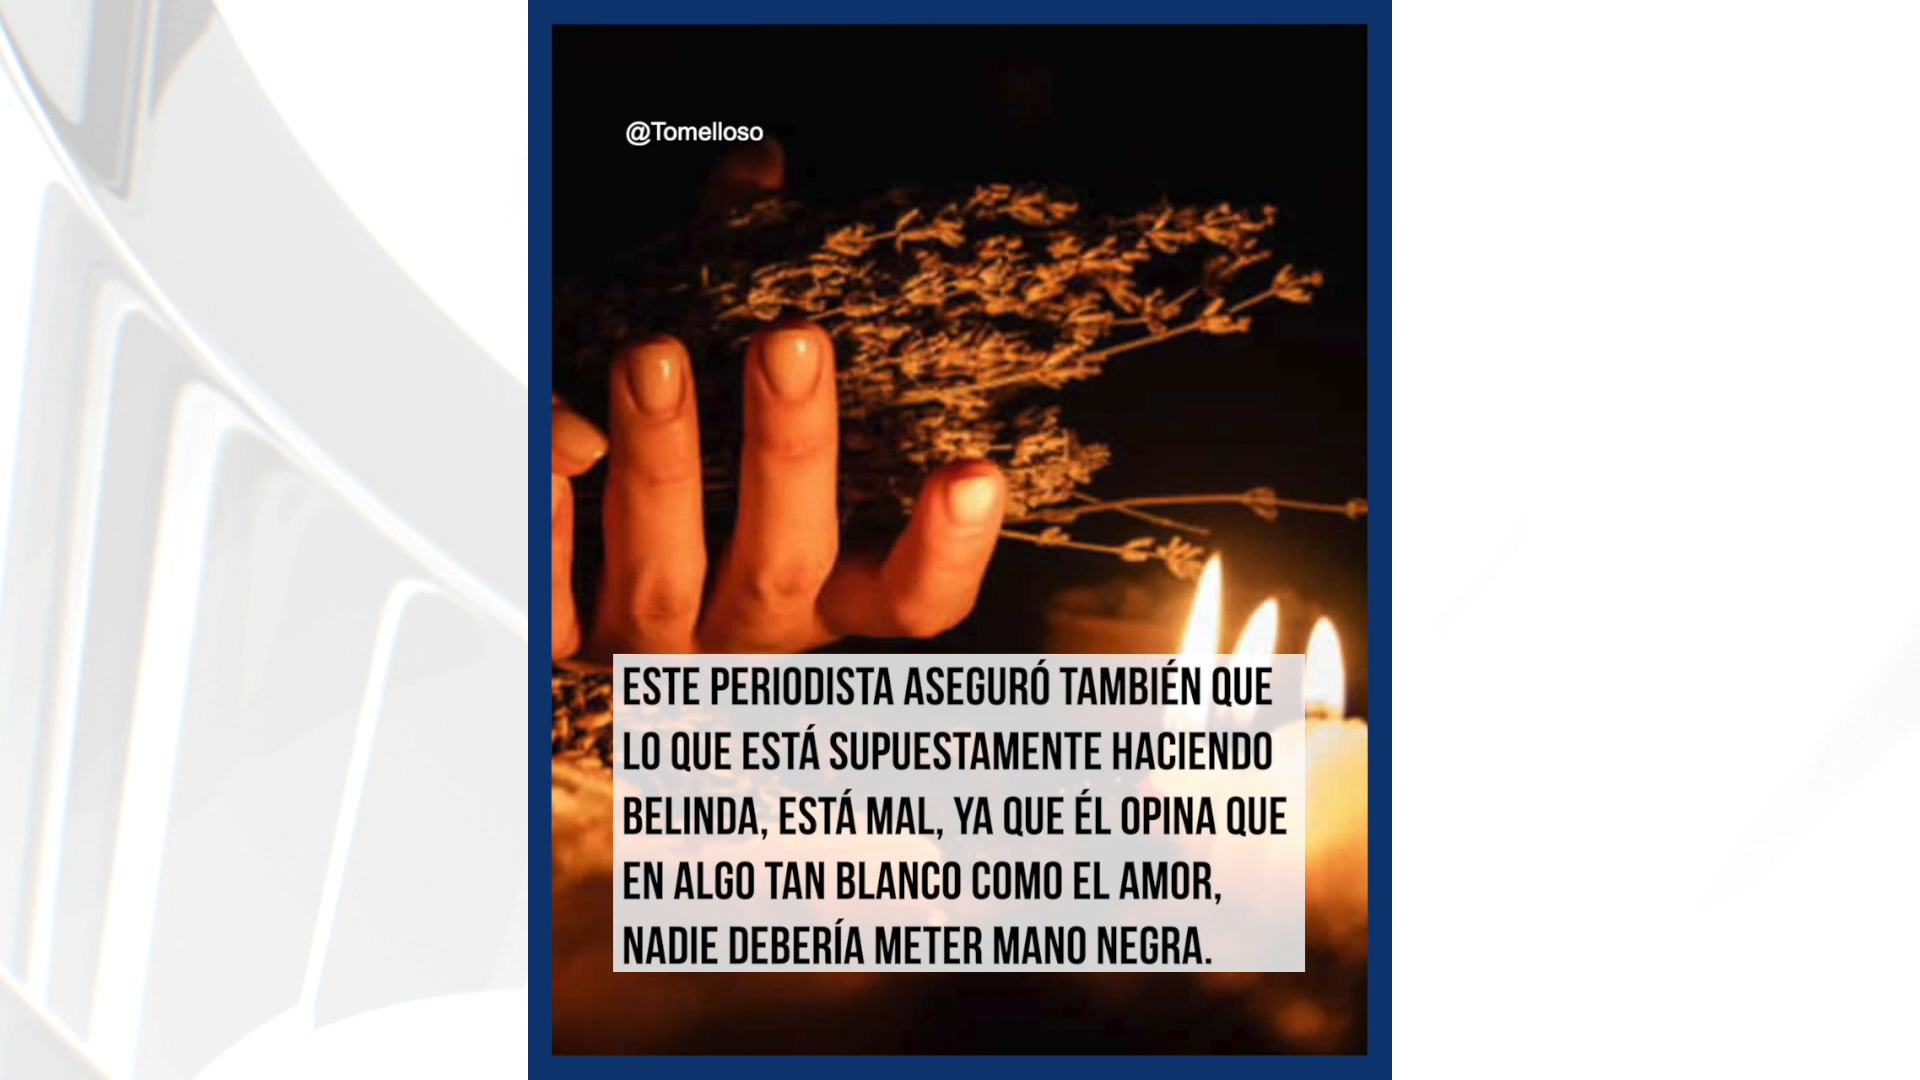 @Tomelloso
ESTE PERIODISTA ASEGURÓ TAMBIÉN QUE
LO QUE ESTÁ SUPUESTAMENTE HACIENDO
BELINDA, ESTÁ MAL, YA QUE ÉL OPINA QUE
EN ALGO TAN BLANCO COMO EL AMOR,
NADIE DEBERÍA METER MANO NEGRA.